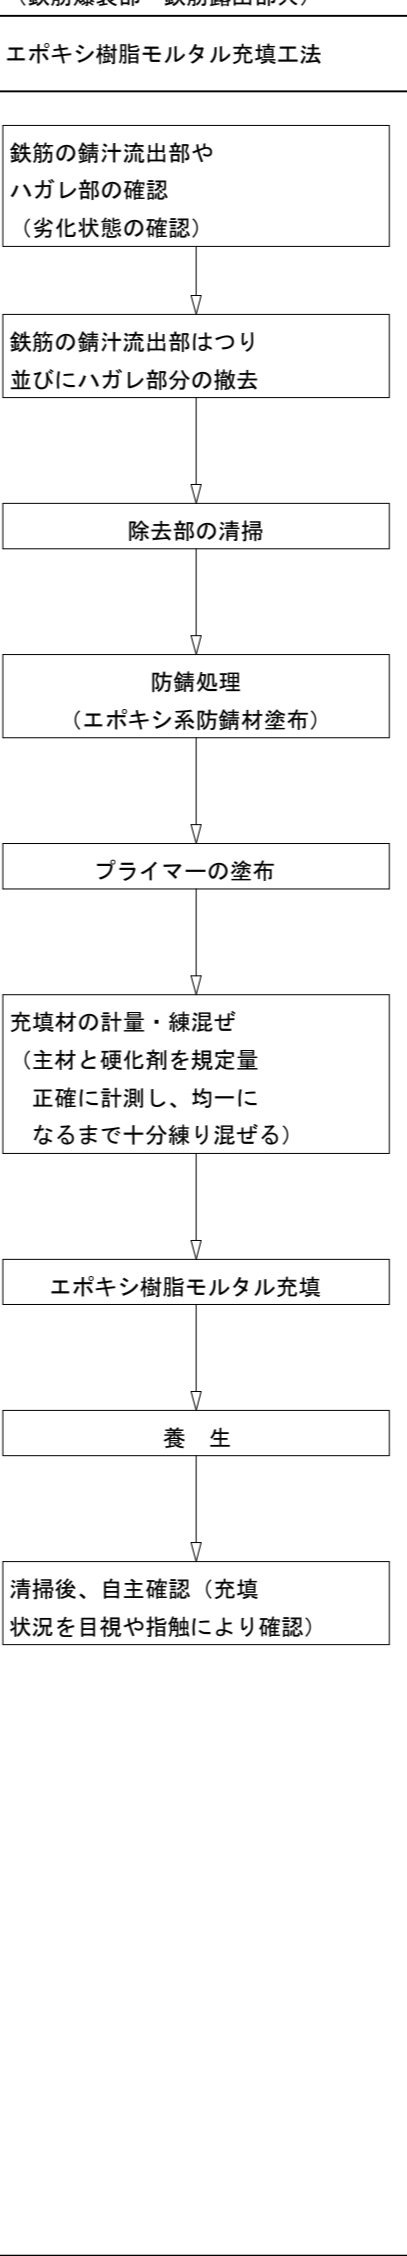 エポキシ樹脂モルタル充填工法
鉄筋の錆汁流出部や
ハガレ部の確認
（劣化状態の確認）
鉄筋の錆汁流出部はつり
並びにハガレ部分の撤去
除去部の清掃
防錆処理
（エポキシ系防錆材塗布）
プライマーの塗布
充填材の計量・練混ぜ
（主材と硬化剤を規定量
正確に計測し、均一に
なるまで十分練り混ぜる）
エポキシ樹脂モルタル充填
養　生
清掃後、自主確認（充填
状況を目視や指触により確認）